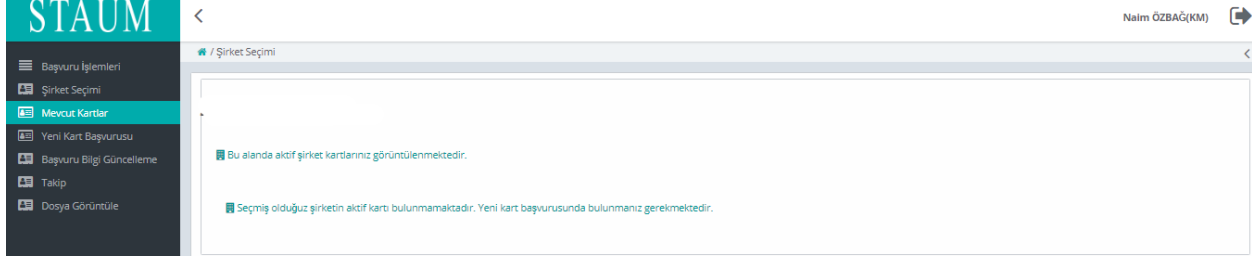 STAUM
Naim ÖZBAĞ(KM)
/ Şirket Seçimi
Başvuru İşlemleri
Şirket Seçimi
Mevcut Kartlar
Yeni Kart Başvurusu
Başvuru Bilgi Güncelleme
Takip
Dosya Görüntüle
Bu alanda aktif şirket kartlarınız görüntülenmektedir.
Seçmiş olduğuz şirketin aktif kartı bulunmamaktadır. Yeni kart başvurusunda bulunmanız gerekmektedir.